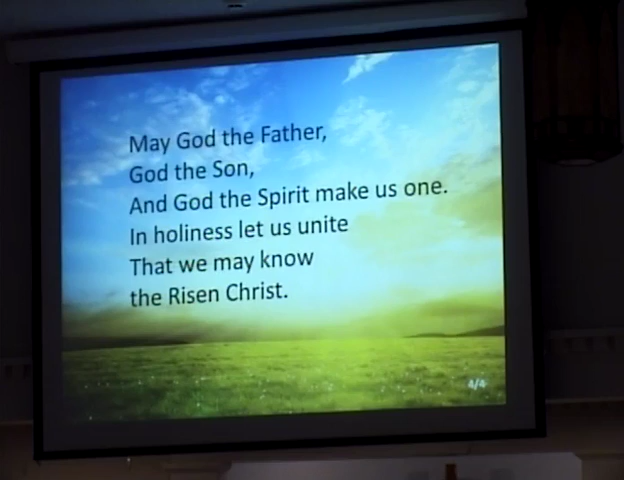 May God the Father,
God the Son,
And God the Spirit make us one.
In holiness let us unite
That we may know
the Risen Christ.
4/4